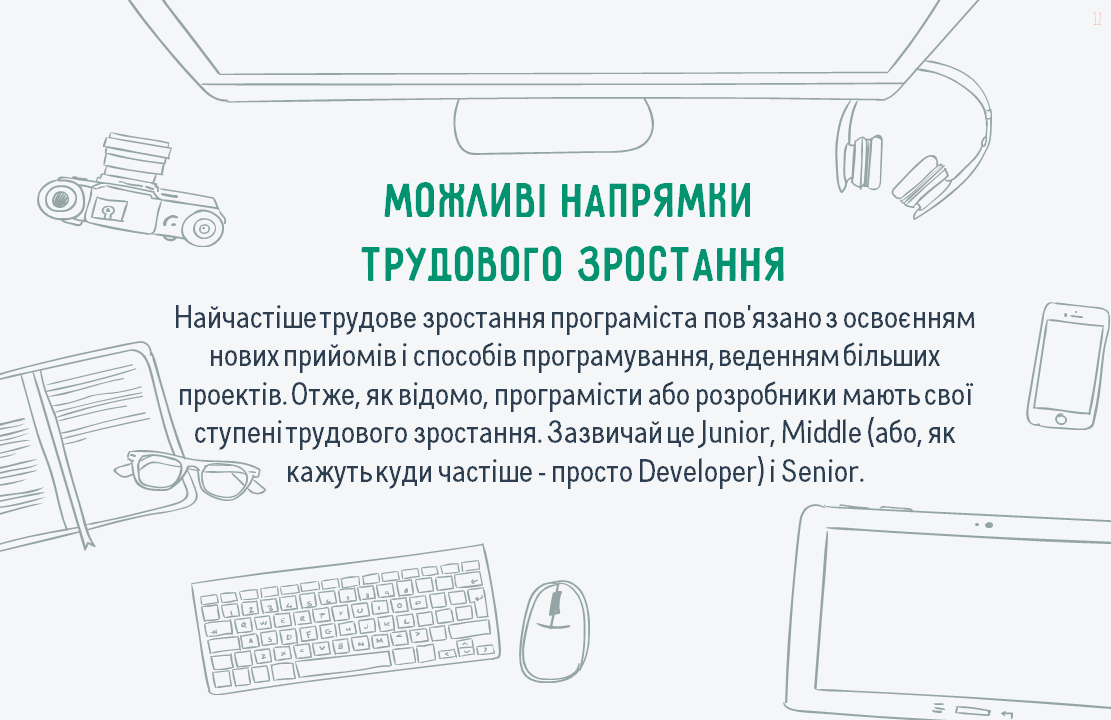 12
МОЖЛИВІ НАПРЯМКИ
ТРУДОВОГО ЗРОСТАННЯ
Найчастіше трудове зростання програміста пов'язано з освоєнням
нових прийомів і способів програмування, веденням більших
проектів. Отже, як відомо, програмісти або розробники мають свої
ступені трудового зростання. Зазвичай це Junior, Middle (або, як
кажуть куди частіше - просто Developer) і Senior.